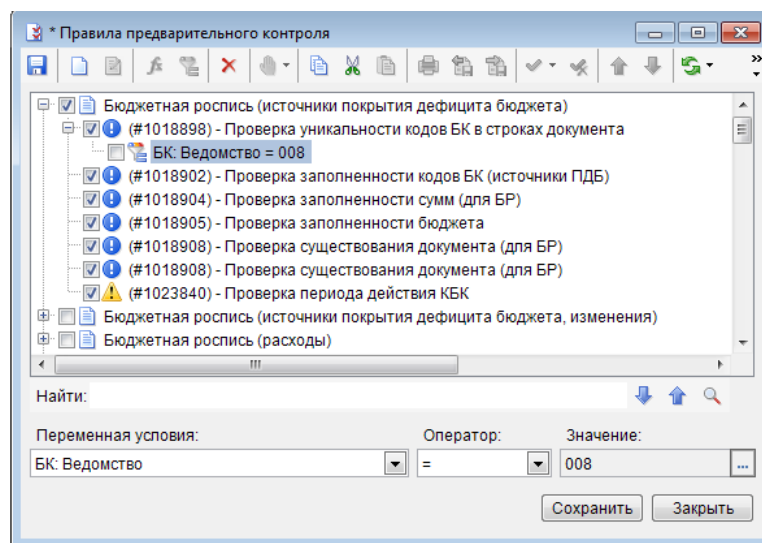 * Правила предварительного контроля
Бюджетная роспись (источники покрытия дефицита бюджета)
(#1018898) - Проверка уникальности кодов БК в строках документа
БК: Ведомство = 008
(#1018902) - Проверка заполненности кодов БК (источники ПДБ)
(#1018904) - Проверка заполненности сумм (для БР)
(#1018905) - Проверка заполненности бюджета
(#1018908) - Проверка существования документа (для БР)
(#1018908) - Проверка существования документа (для БР)
(#1023840) - Проверка периода действия КБК
Бюджетная роспись (источники покрытия дефицита бюджета, изменения)
Бюджетная роспись (расходы)
Найти:
Переменная условия: Оператор: Значение:
БК: Ведомство = 008 ...
Сохранить Закрыть